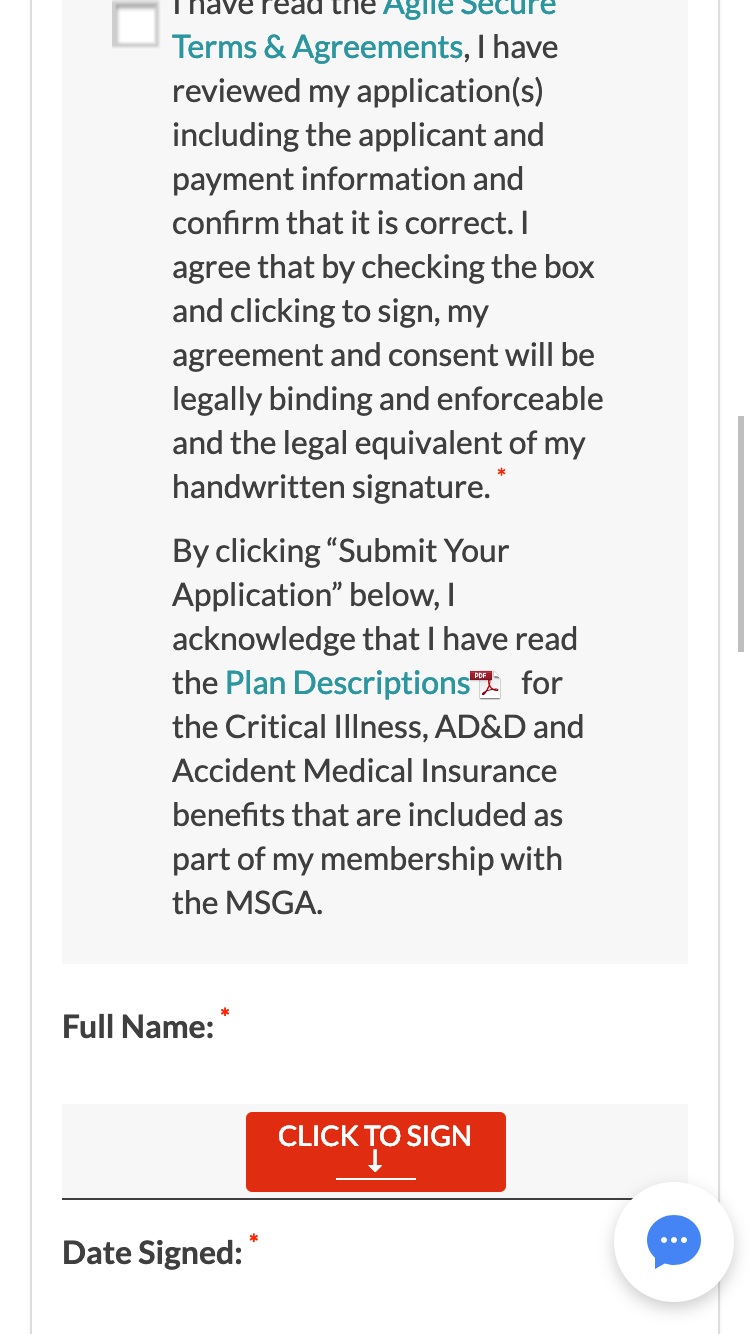 I have read the Agile Secure
Terms & Agreements, I have
reviewed my application(s)
including the applicant and
payment information and
confirm that it is correct. I
agree that by checking the box
and clicking to sign, my
agreement and consent will be
legally binding and enforceable
and the legal equivalent of my
handwritten signature. *
By clicking “Submit Your
Application” below, I
acknowledge that I have read
the Plan Descriptions PDF for
the Critical Illness, AD&D and
Accident Medical Insurance
benefits that are included as
part of my membership with
the MSGA.
Full Name: *
CLICK TO SIGN
Date Signed: *